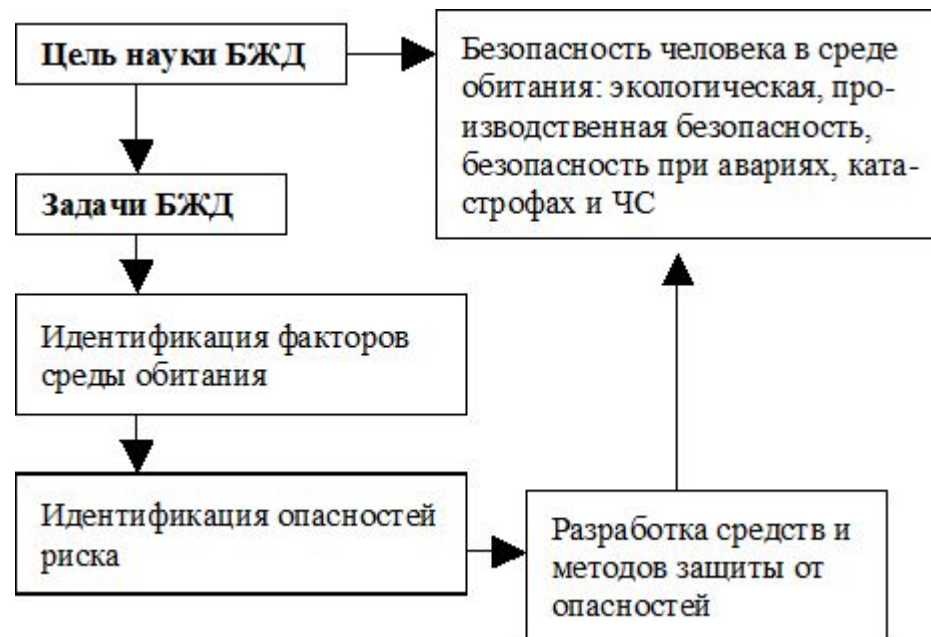 Цель науки БЖД
Безопасность человека в среде
обитания: экологическая, про-
изводственная безопасность,
безопасность при авариях, ката-
строфах и ЧС
Задачи БЖД
Идентификация факторов
среды обитания
Идентификация опасностей
риска
Разработка средств и
методов защиты от
опасностей